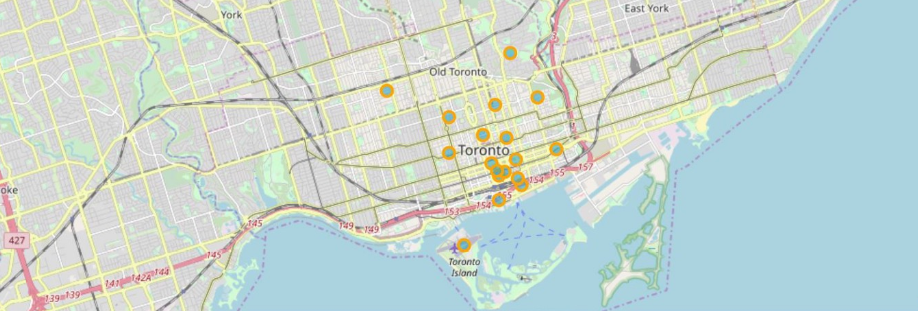 York
East York
Old Toronto
Toronto
157
155
154
154
153
149
149
145
145
144
142A
141
139
139
427
oke
Toronto
Island